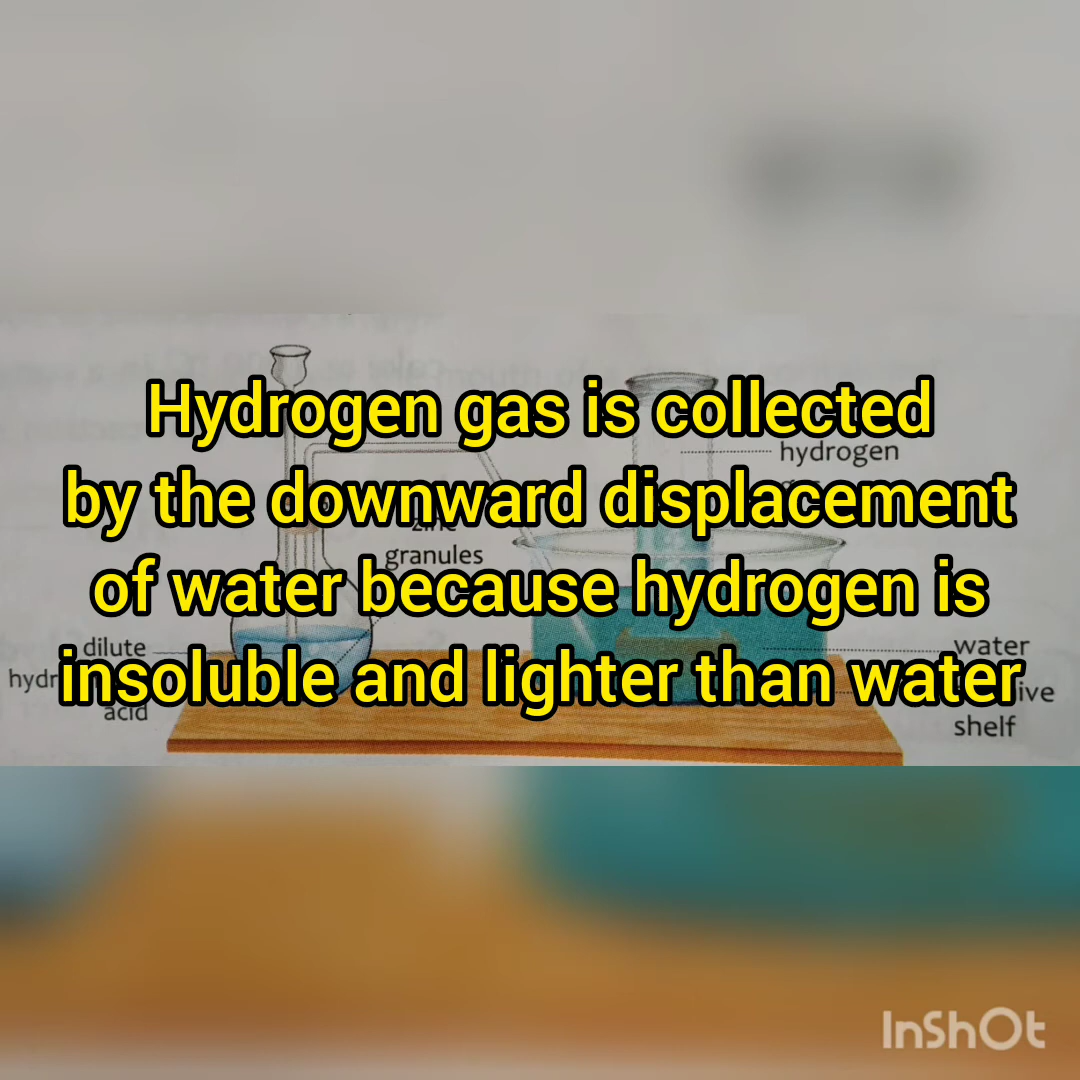 Hydrogen gas is collected
by the downward displacement
of water because hydrogen is
insoluble and lighter than water
hydrogen
granules
dilute
acid
water
shelf
InShOt